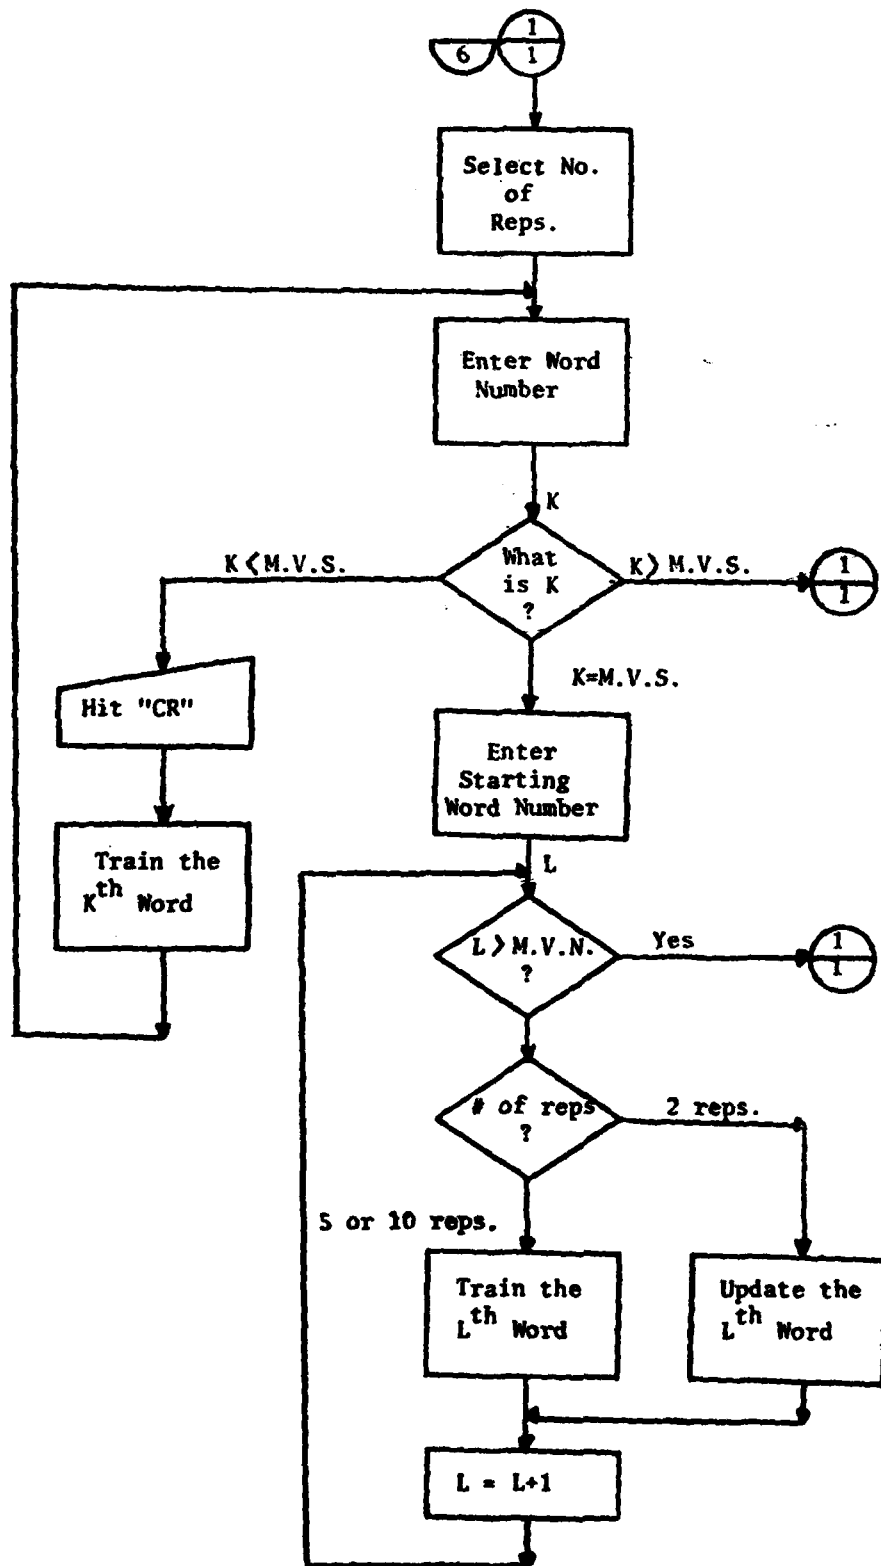 1
6
1
Select No.
of
Reps.
Enter Word
Number
K
What
is K
?
K < M.V.S.
K > M.V.S.
1
1
K=M.V.S.
Hit "CR"
Enter
Starting
Word Number
Train the
Kth Word
L
L > M.V.N.
?
Yes
1
1
# of reps
?
2 reps.
5 or 10 reps.
Train the
Lth Word
Update the
Lth Word
L = L+1